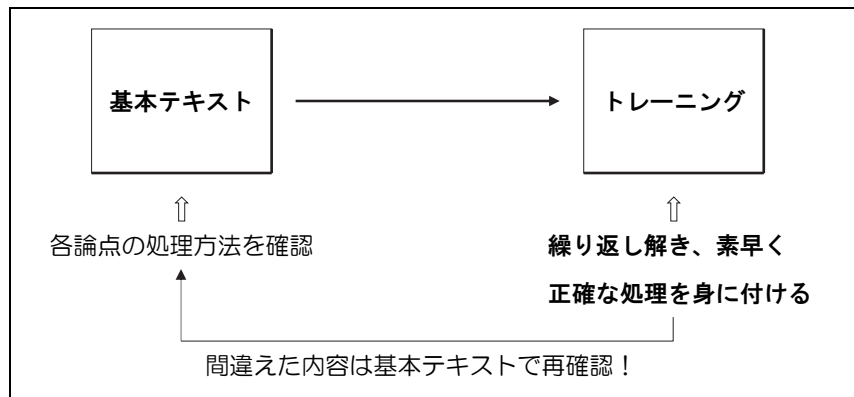 基本テキスト
トレーニング
⇧
⇧
各論点の処理方法を確認
繰り返し解き、素早く
正確な処理を身に付ける
間違えた内容は基本テキストで再確認！